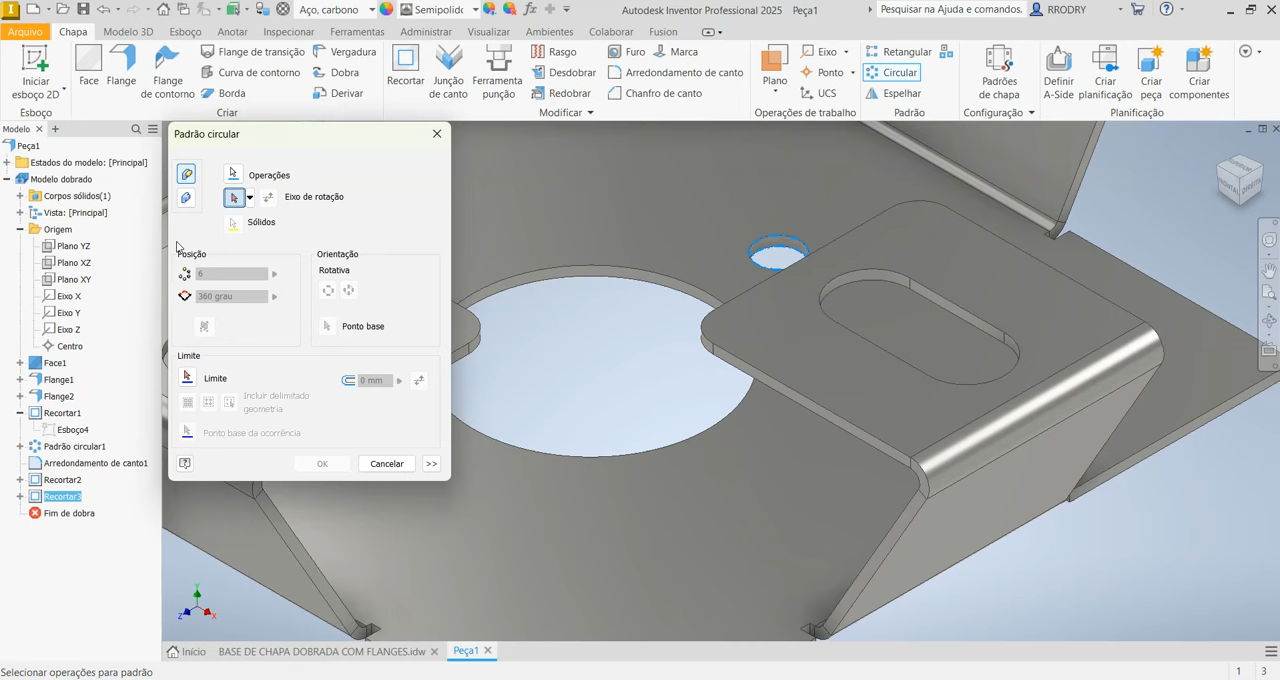 Aço, carbono
Semipolido
Autodesk Inventor Professional 2025 Peça1
Pesquisar na Ajuda e comandos.
RRODRY
Arquivo Chapa Modelo 3D Esboço Anotar Inspecionar Ferramentas Administrar Visualizar Ambientes Colaborar Fusion
Iniciar
esboço 2D
Esboço
Face
Flange
Flange
de contorno
Flange de transição
Curva de contorno
Borda
Vergadura
Dobra
Derivar
Criar
Recortar
Junção
de canto
Ferramenta
punção
Rasgo
Desdobrar
Redobrar
Furo
Marca
Arredondamento de canto
Chanfro de canto
Modificar
Plano
Eixo
Ponto
UCS
Operações de trabalho
Retangular
Circular
Espelhar
Padrão
Padrões
de chapa
Configuração
Definir
A-Side
Criar
planificação
Criar
peça
Criar
componentes
Planificação
Modelo
Peça1
Estados do modelo: [Principal]
Modelo dobrado
Corpos sólidos(1)
Vista: [Principal]
Origem
Plano YZ
Plano XZ
Plano XY
Eixo X
Eixo Y
Eixo Z
Centro
Face1
Flange1
Flange2
Recortar1
Esboço4
Padrão circular1
Arredondamento de canto1
Recortar2
Recortar3
Fim de dobra
Padrão circular
Operações
Eixo de rotação
Sólidos
Posição
6
360 grau
Orientação
Rotativa
Ponto base
Limite
Limite
0 mm
Incluir delimitado
geometria
Ponto base da ocorrência
OK
Cancelar
>>
FRONTAL
DIREITA
Y
Z
X
Início
BASE DE CHAPA DOBRADA COM FLANGES.idw
Peça1
Selecionar operações para padrão
1
3